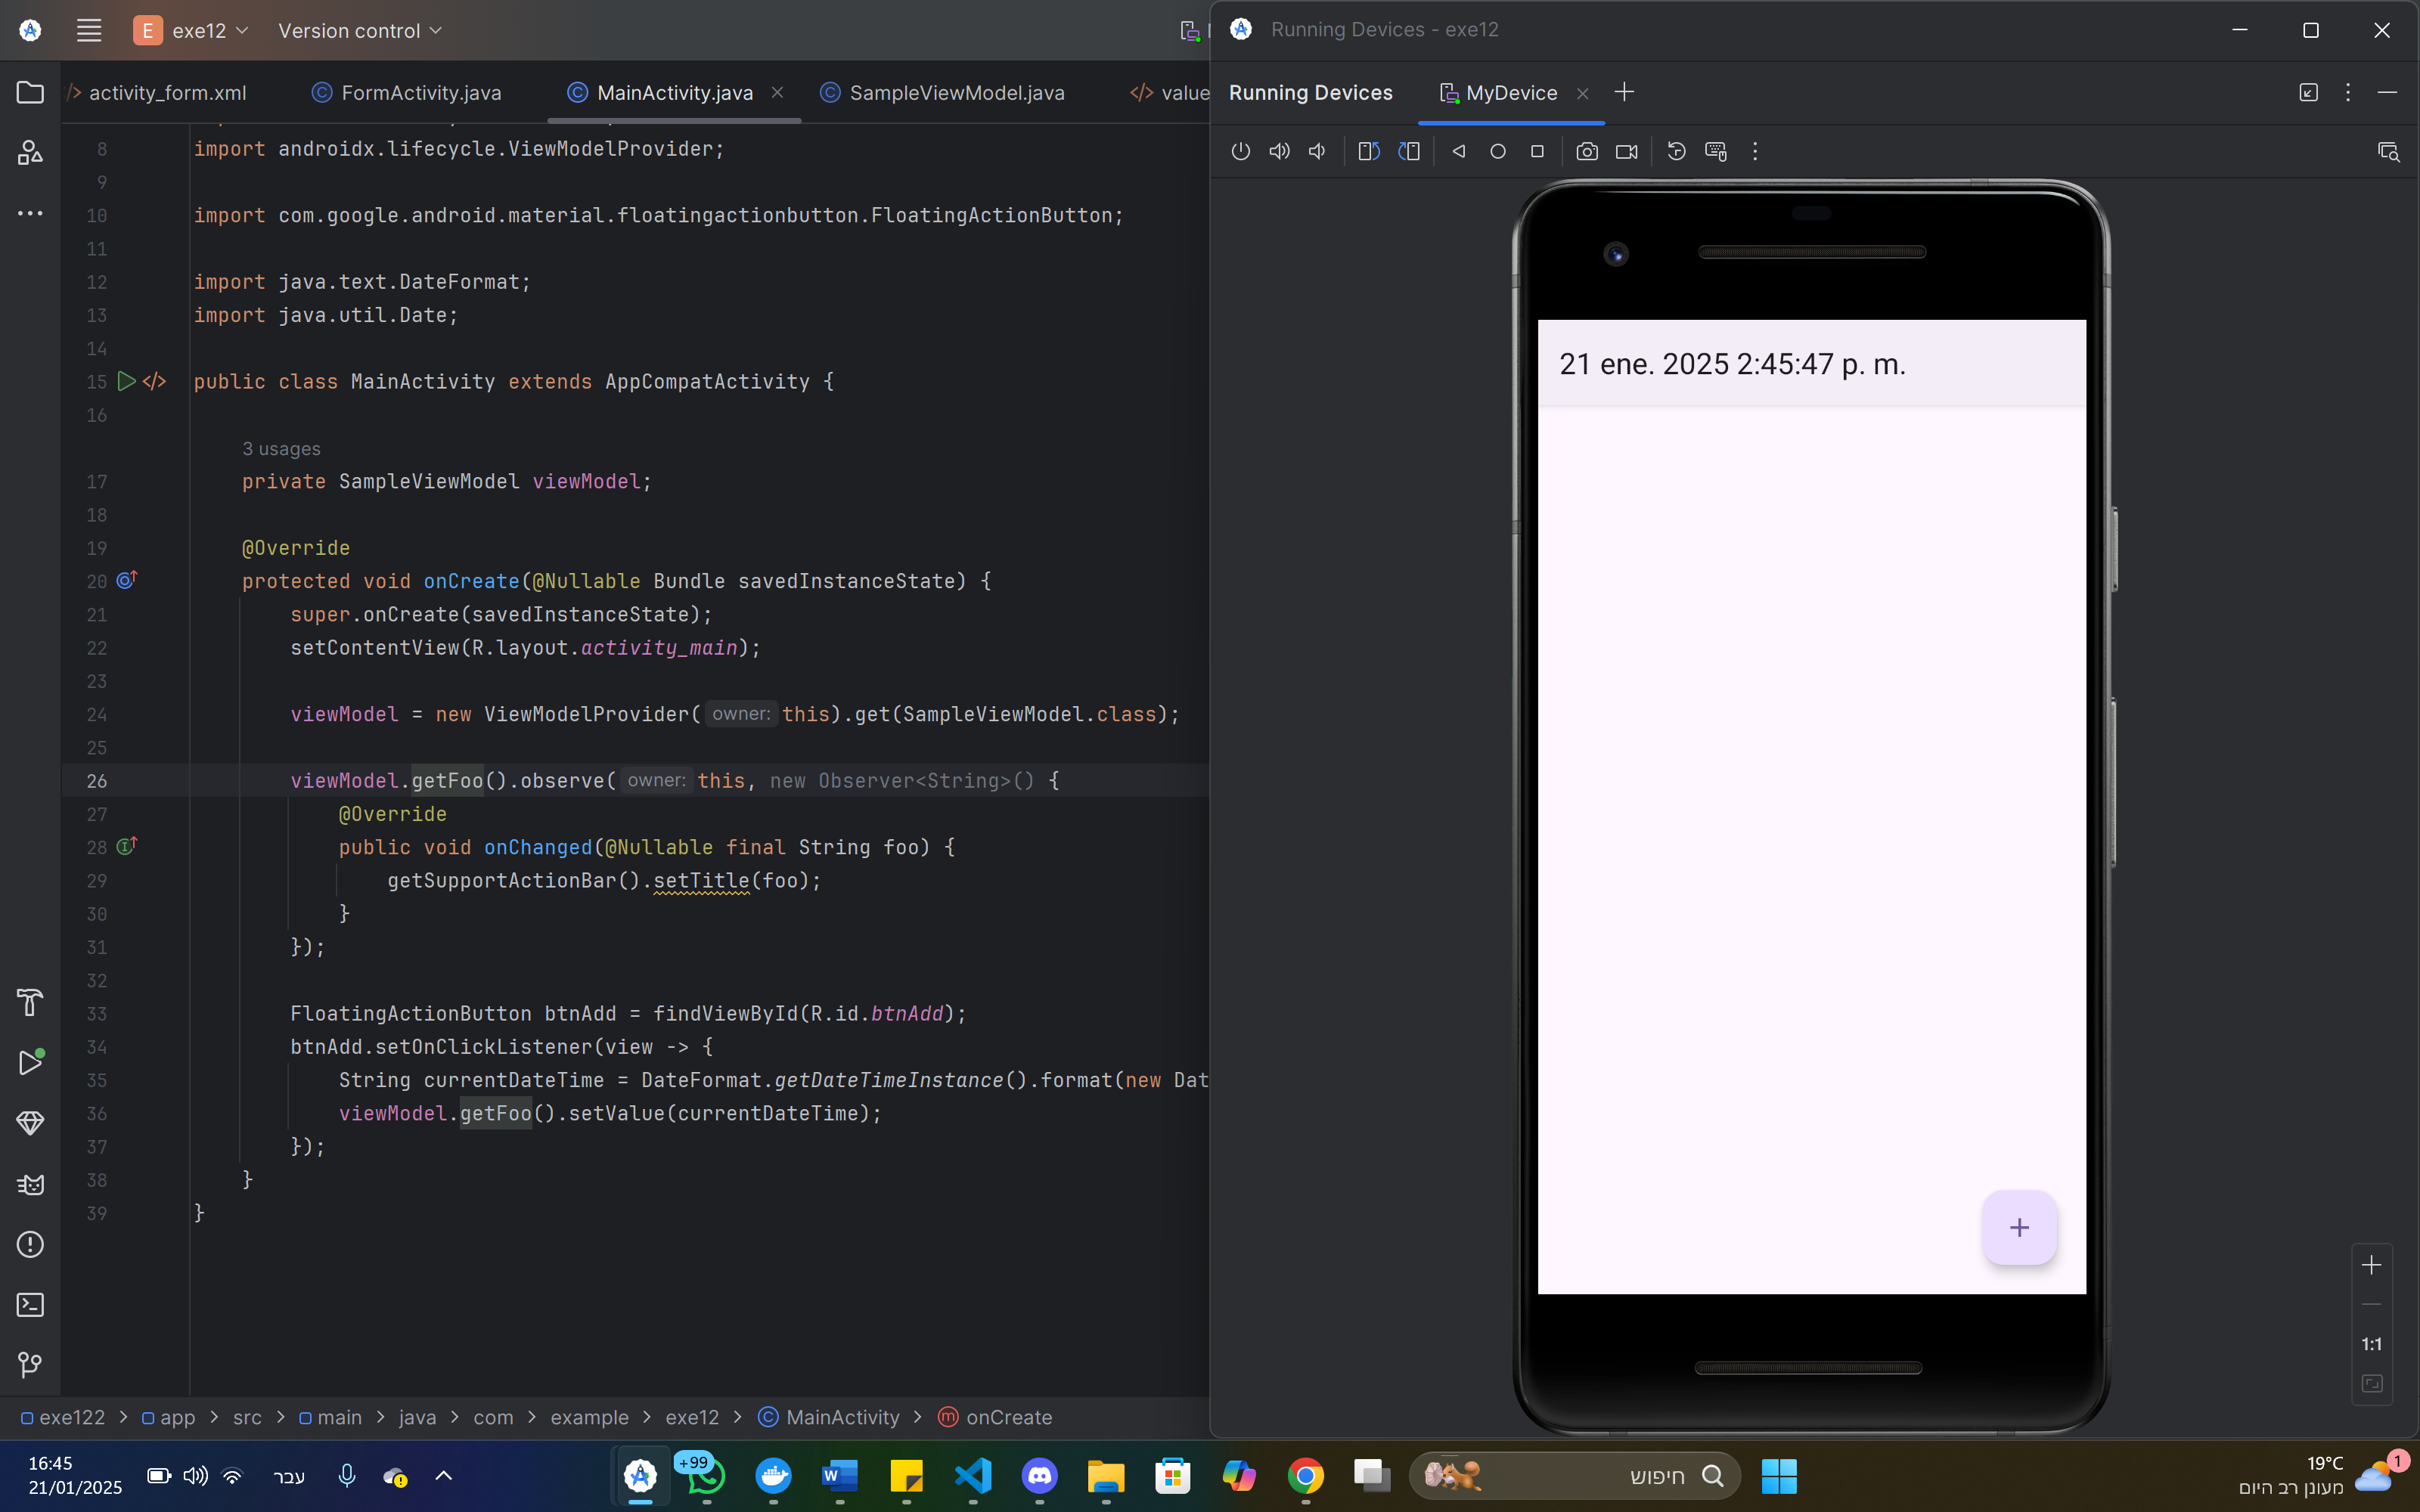 E exe12 Version control
Running Devices - exe12
activity_form.xml FormActivity.java MainActivity.java SampleViewModel.java value
Running Devices MyDevice
8 import androidx.lifecycle.ViewModelProvider;
9
10 import com.google.android.material.floatingactionbutton.FloatingActionButton;
11
12 import java.text.DateFormat;
13 import java.util.Date;
14
15 </> public class MainActivity extends AppCompatActivity {
16
3 usages
17 private SampleViewModel viewModel;
18
19 @Override
20 protected void onCreate(@Nullable Bundle savedInstanceState) {
21 super.onCreate(savedInstanceState);
22 setContentView(R.layout.activity_main);
23
24 viewModel = new ViewModelProvider( owner: this).get(SampleViewModel.class);
25
26 viewModel.getFoo().observe( owner: this, new Observer<String>() {
27 @Override
28 public void onChanged(@Nullable final String foo) {
29 getSupportActionBar().setTitle(foo);
30 }
31 });
32
33 FloatingActionButton btnAdd = findViewById(R.id.btnAdd);
34 btnAdd.setOnClickListener(view -> {
35 String currentDateTime = DateFormat.getDateTimeInstance().format(new Dat
36 viewModel.getFoo().setValue(currentDateTime);
37 });
38 }
39 }
21 ene. 2025 2:45:47 p. m.
+
1:1
exe122 > app > src > main > java > com > example > exe12 > MainActivity > onCreate
16:45
21/01/2025
עבר
+99
חיפוש
19°C
מעונן רב היום
1